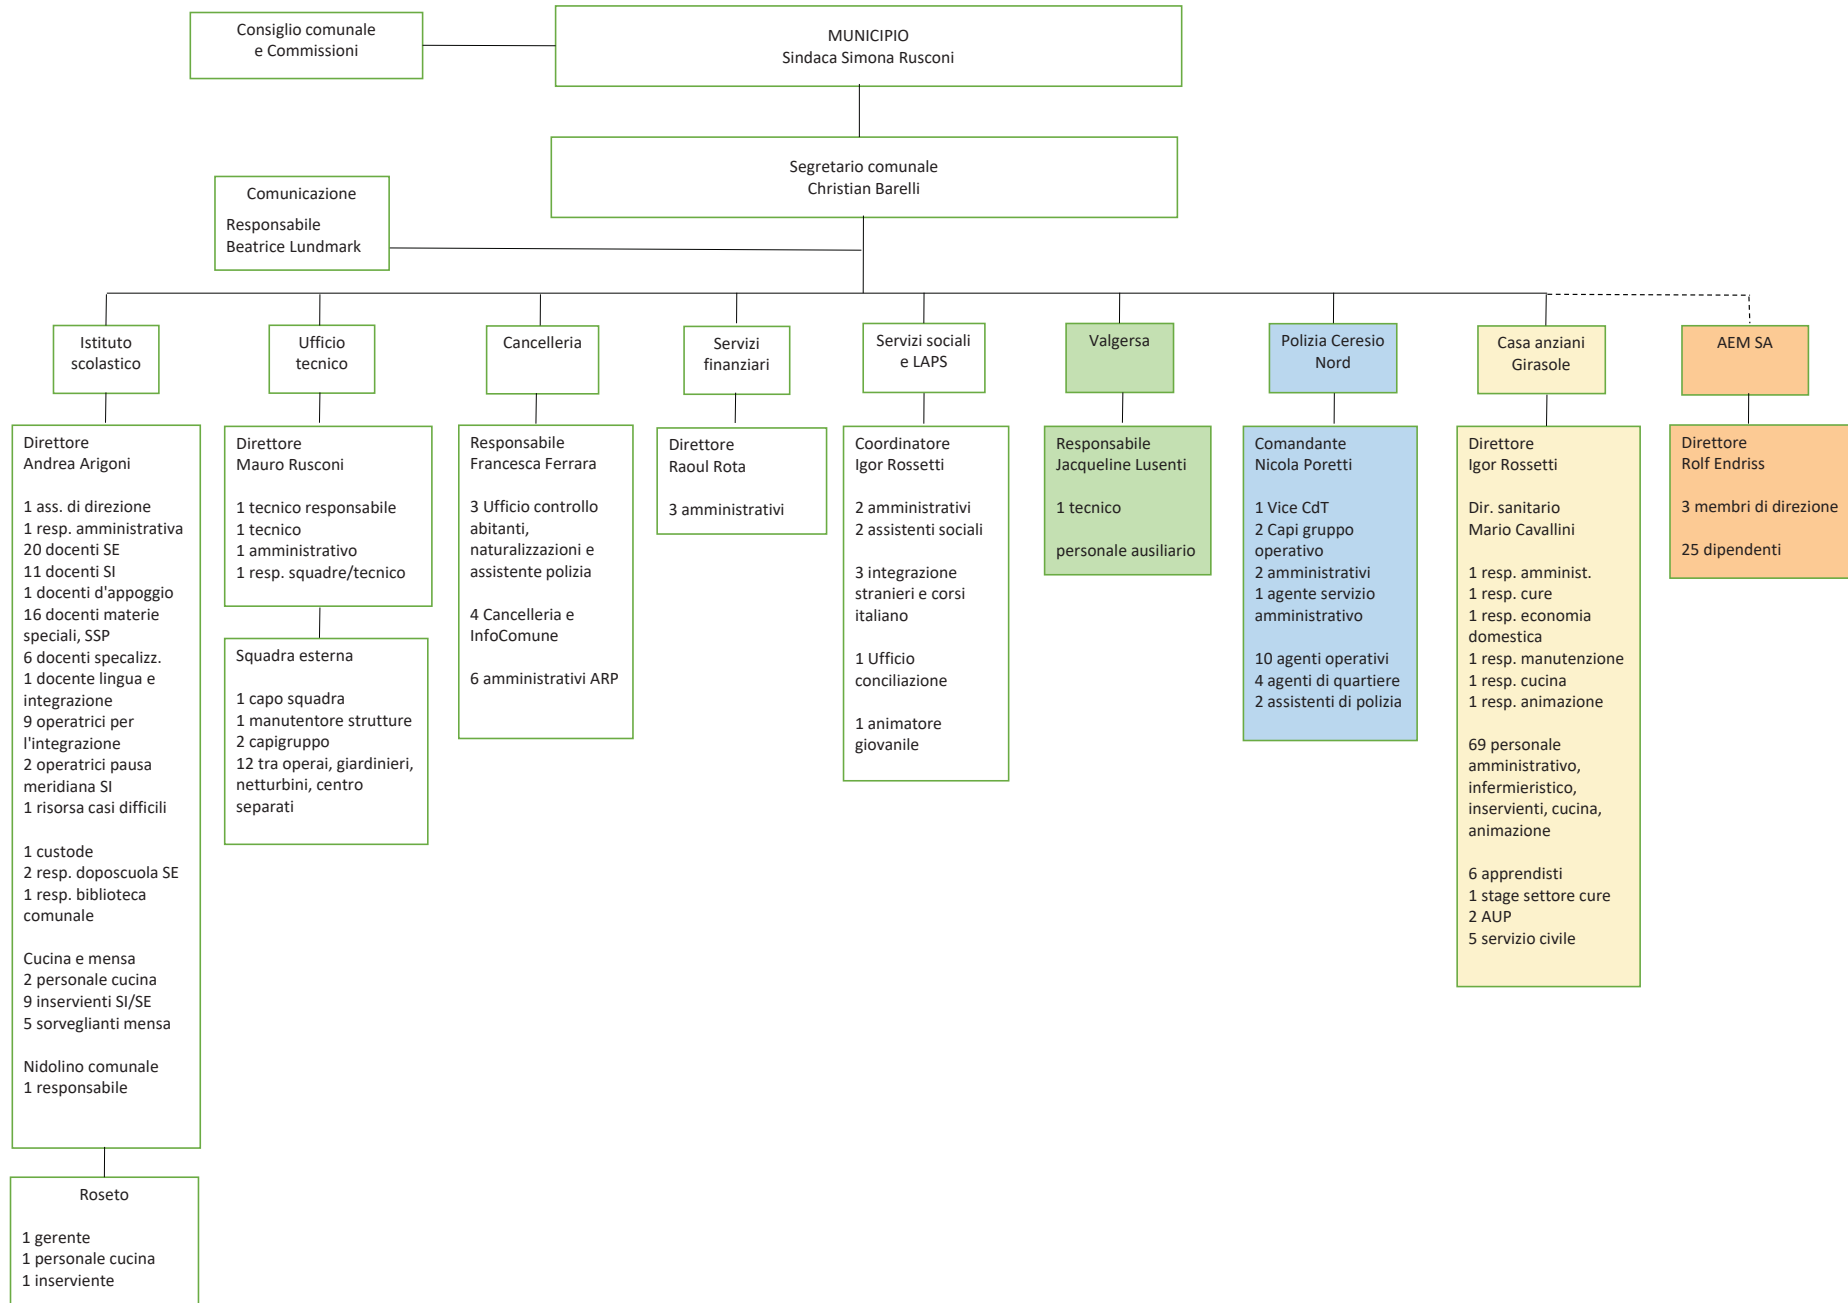 Consiglio comunale
e Commissioni
MUNICIPIO
Sindaca Simona Rusconi
Segretario comunale
Christian Barelli
Comunicazione
Responsabile
Beatrice Lundmark
Istituto
scolastico
Ufficio
tecnico
Cancelleria
Servizi
finanziari
Servizi sociali
e LAPS
Valgersa
Polizia Ceresio
Nord
Casa anziani
Girasole
AEM SA
Direttore
Andrea Arigoni
1 ass. di direzione
1 resp. amministrativa
20 docenti SE
11 docenti SI
1 docenti d'appoggio
16 docenti materie
speciali, SSP
6 docenti specalizz.
1 docente lingua e
integrazione
9 operatrici per
l'integrazione
2 operatrici pausa
meridiana SI
1 risorsa casi difficili
1 custode
2 resp. doposcuola SE
1 resp. biblioteca
comunale
Cucina e mensa
2 personale cucina
9 inservienti SI/SE
5 sorveglianti mensa
Nidolino comunale
1 responsabile
Roseto
1 gerente
1 personale cucina
1 inserviente
Direttore
Mauro Rusconi
1 tecnico responsabile
1 tecnico
1 amministrativo
1 resp. squadre/tecnico
Squadra esterna
1 capo squadra
1 manutentore strutture
2 capigruppo
12 tra operai, giardinieri,
netturbini, centro
separati
Responsabile
Francesca Ferrara
3 Ufficio controllo
abitanti,
naturalizzazioni e
assistente polizia
4 Cancelleria e
InfoComune
6 amministrativi ARP
Direttore
Raoul Rota
3 amministrativi
Coordinatore
Igor Rossetti
2 amministrativi
2 assistenti sociali
3 integrazione
stranieri e corsi
italiano
1 Ufficio
conciliazione
1 animatore
giovanile
Responsabile
Jacqueline Lusenti
1 tecnico
personale ausiliario
Comandante
Nicola Poretti
1 Vice CdT
2 Capi gruppo
operativo
2 amministrativi
1 agente servizio
amministrativo
10 agenti operativi
4 agenti di quartiere
2 assistenti di polizia
Direttore
Igor Rossetti
Dir. sanitario
Mario Cavallini
1 resp. amminist.
1 resp. cure
1 resp. economia
domestica
1 resp. manutenzione
1 resp. cucina
1 resp. animazione
69 personale
amministrativo,
infermieristico,
inservienti, cucina,
animazione
6 apprendisti
1 stage settore cure
2 AUP
5 servizio civile
Direttore
Rolf Endriss
3 membri di direzione
25 dipendenti